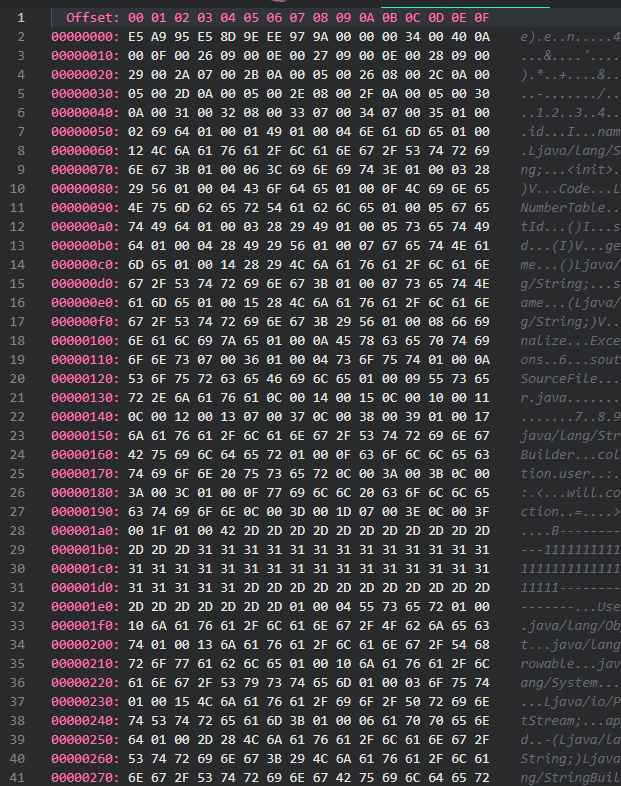 1 Offset: 00 01 02 03 04 05 06 07 08 09 0A 0B 0C 0D 0E 0F
2 00000000: E5 A9 95 E5 8D 9E EE 97 9A 00 00 00 34 00 40 0A e).e..n.....4
3 00000010: 00 0F 00 26 09 00 0E 00 27 09 00 0E 00 28 09 00 ...&....'....
4 00000020: 29 00 2A 07 00 2B 0A 00 05 00 26 08 00 2C 0A 00 ).*..+....&..
5 00000030: 05 00 2D 0A 00 05 00 2E 08 00 2F 0A 00 05 00 30 ..-......./..
6 00000040: 0A 00 31 00 32 08 00 33 07 00 34 07 00 35 01 00 ..1.2..3..4..
7 00000050: 02 69 64 01 00 01 49 01 00 04 6E 61 6D 65 01 00 .id...I...nam
8 00000060: 12 4C 6A 61 76 61 2F 6C 61 6E 67 2F 53 74 72 69 .Ljava/lang/S
9 00000070: 6E 67 3B 01 00 06 3C 69 6E 69 74 3E 01 00 03 28 ng;...<init>.
10 00000080: 29 56 01 00 04 43 6F 64 65 01 00 0F 4C 69 6E 65 )V...Code...L
11 00000090: 4E 75 6D 62 65 72 54 61 62 6C 65 01 00 05 67 65 NumberTable..
12 000000a0: 74 49 64 01 00 03 28 29 49 01 00 05 73 65 74 49 tId...()I...s
13 000000b0: 64 01 00 04 28 49 29 56 01 00 07 67 65 74 4E 61 d...(I)V...ge
14 000000c0: 6D 65 01 00 14 28 29 4C 6A 61 76 61 2F 6C 61 6E me...()Ljava/
15 000000d0: 67 2F 53 74 72 69 6E 67 3B 01 00 07 73 65 74 4E g/String;...s
16 000000e0: 61 6D 65 01 00 15 28 4C 6A 61 76 61 2F 6C 61 6E ame...(Ljava/
17 000000f0: 67 2F 53 74 72 69 6E 67 3B 29 56 01 00 08 66 69 g/String;)V..
18 00000100: 6E 61 6C 69 7A 65 01 00 0A 45 78 63 65 70 74 69 nalize...Exce
19 00000110: 6F 6E 73 07 00 36 01 00 04 73 6F 75 74 01 00 0A ons..6...sout
20 00000120: 53 6F 75 72 63 65 46 69 6C 65 01 00 09 55 73 65 SourceFile...
21 00000130: 72 2E 6A 61 76 61 0C 00 14 00 15 0C 00 10 00 11 r.java.......
22 00000140: 0C 00 12 00 13 07 00 37 0C 00 38 00 39 01 00 17 .......7..8.9
23 00000150: 6A 61 76 61 2F 6C 61 6E 67 2F 53 74 72 69 6E 67 java/lang/Str
24 00000160: 42 75 69 6C 64 65 72 01 00 0F 63 6F 6C 6C 65 63 Builder...col
25 00000170: 74 69 6F 6E 20 75 73 65 72 0C 00 3A 00 3B 0C 00 tion.user..:.
26 00000180: 3A 00 3C 01 00 0F 77 69 6C 6C 20 63 6F 6C 6C 65 :.<...will.co
27 00000190: 63 74 69 6F 6E 0C 00 3D 00 1D 07 00 3E 0C 00 3F ction..=....>
28 000001a0: 00 1F 01 00 42 2D 2D 2D 2D 2D 2D 2D 2D 2D 2D 2D ....B--------
29 000001b0: 2D 2D 2D 31 31 31 31 31 31 31 31 31 31 31 31 31 ---1111111111
30 000001c0: 31 31 31 31 31 31 31 31 31 31 31 31 31 31 31 31 1111111111111
31 000001d0: 31 31 31 31 31 2D 2D 2D 2D 2D 2D 2D 2D 2D 2D 2D 11111--------
32 000001e0: 2D 2D 2D 2D 2D 2D 2D 2D 01 00 04 55 73 65 72 01 00 -------...Use
33 000001f0: 10 6A 61 76 61 2F 6C 61 6E 67 2F 4F 62 6A 65 63 .java/lang/Ob
34 00000200: 74 01 00 13 6A 61 76 61 2F 6C 61 6E 67 2F 54 68 t...java/lang
35 00000210: 72 6F 77 61 62 6C 65 01 00 10 6A 61 76 61 2F 6C rowable...jav
36 00000220: 61 6E 67 2F 53 79 73 74 65 6D 01 00 03 6F 75 74 ang/System...
37 00000230: 01 00 15 4C 6A 61 76 61 2F 69 6F 2F 50 72 69 6E ...Ljava/io/P
38 00000240: 74 53 74 72 65 61 6D 3B 01 00 06 61 70 70 65 6E tStream;...ap
39 00000250: 64 01 00 2D 28 4C 6A 61 76 61 2F 6C 61 6E 67 2F d..-(Ljava/la
40 00000260: 53 74 72 69 6E 67 3B 29 4C 6A 61 76 61 2F 6C 61 String;)Ljava
41 00000270: 6E 67 2F 53 74 72 69 6E 67 42 75 69 6C 64 65 72 ng/StringBuil